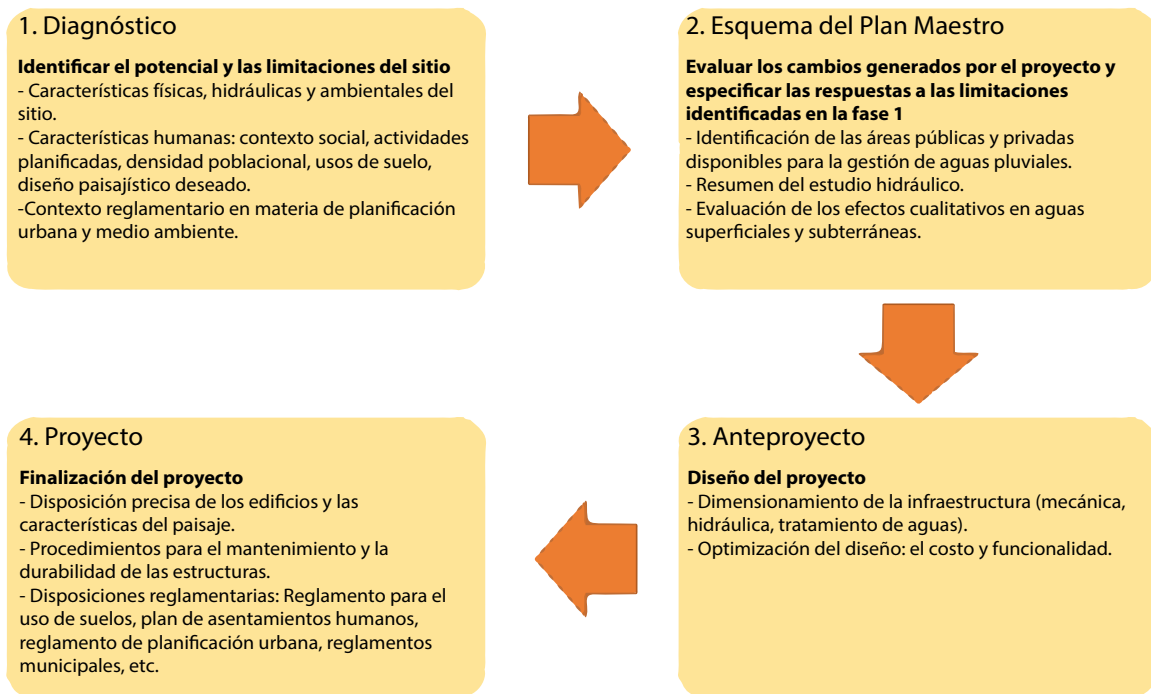 1. Diagnóstico
Identificar el potencial y las limitaciones del sitio
- Características físicas, hidráulicas y ambientales del
sitio.
- Características humanas: contexto social, actividades
planificadas, densidad poblacional, usos de suelo,
diseño paisajístico deseado.
-Contexto reglamentario en materia de planificación
urbana y medio ambiente.
2. Esquema del Plan Maestro
Evaluar los cambios generados por el proyecto y
especificar las respuestas a las limitaciones
identificadas en la fase 1
- Identificación de las áreas públicas y privadas
disponibles para la gestión de aguas pluviales.
- Resumen del estudio hidráulico.
- Evaluación de los efectos cualitativos en aguas
superficiales y subterráneas.
3. Anteproyecto
Diseño del proyecto
- Dimensionamiento de la infraestructura (mecánica,
hidráulica, tratamiento de aguas).
- Optimización del diseño: el costo y funcionalidad.
4. Proyecto
Finalización del proyecto
- Disposición precisa de los edificios y las
características del paisaje.
- Procedimientos para el mantenimiento y la
durabilidad de las estructuras.
- Disposiciones reglamentarias: Reglamento para el
uso de suelos, plan de asentamientos humanos,
reglamento de planificación urbana, reglamentos
municipales, etc.